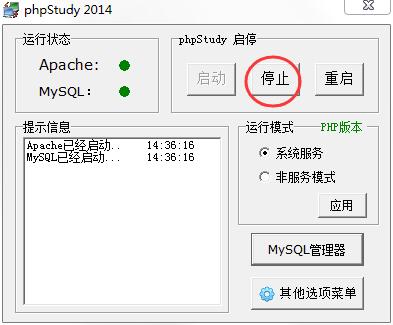 phpStudy 2014
运行状态
Apache:
MySQL:
phpStudy 启停
启动 停止 重启
提示信息
Apache已经启动.. 14:36:16
MySQL已经启动... 14:36:16
运行模式 PHP版本
系统服务
非服务模式
应用
MySQL管理器
其他选项菜单